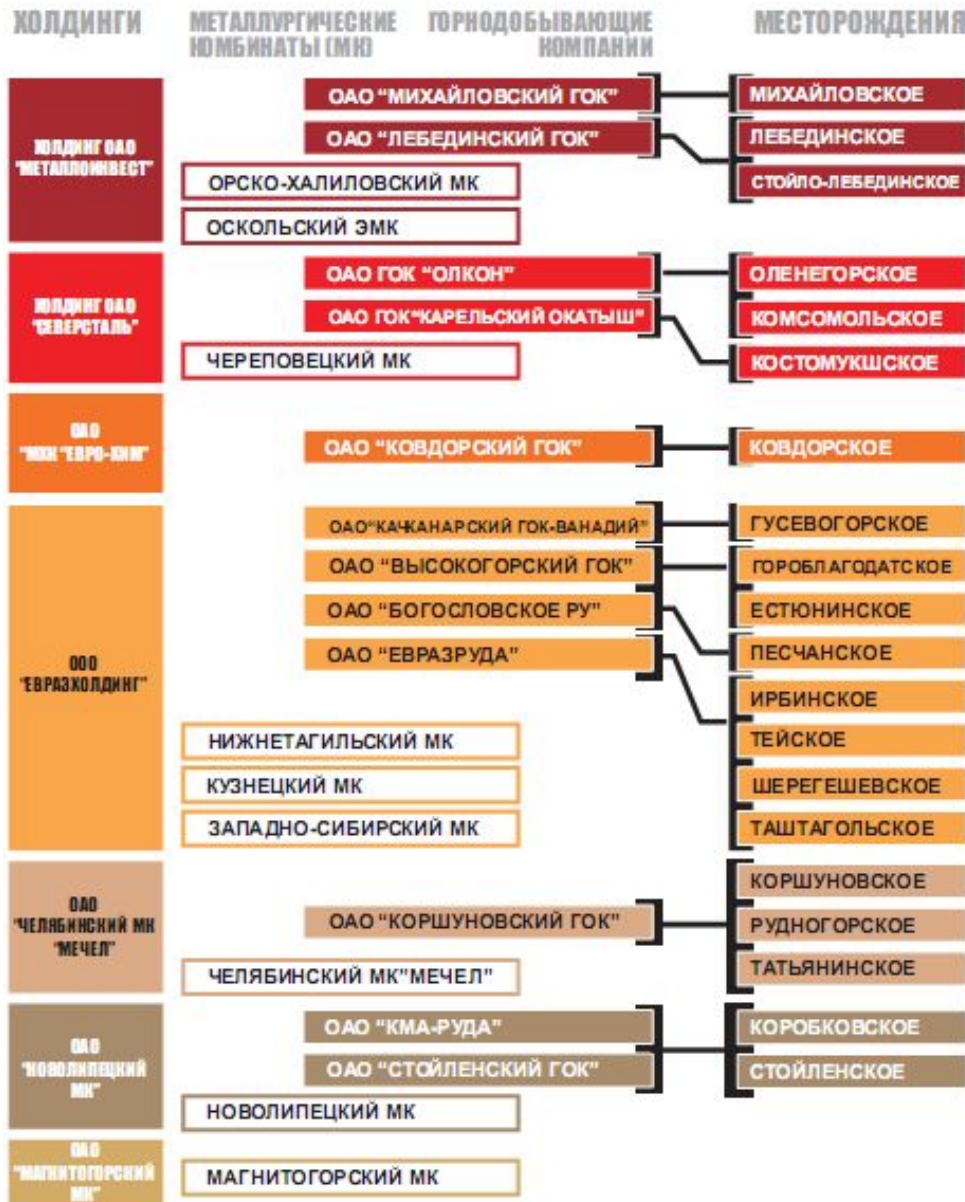 ХОЛДИНГИ
МЕТАЛЛУРГИЧЕСКИЕ
КОМБИНАТЫ (МК)
ГОРНОДОБЫВАЮЩИЕ
КОМПАНИИ
МЕСТОРОЖДЕНИЯ
ХОЛДИНГ ОАО
"МЕТАЛЛОИНВЕСТ"
ОАО “МИХАЙЛОВСКИЙ ГОК”
МИХАЙЛОВСКОЕ
ОАО “ЛЕБЕДИНСКИЙ ГОК”
ЛЕБЕДИНСКОЕ
СТОЙЛО-ЛЕБЕДИНСКОЕ
ОРСКО-ХАЛИЛОВСКИЙ МК
ОСКОЛЬСКИЙ ЭМК
ХОЛДИНГ ОАО
"СЕВЕРСТАЛЬ"
ОАО ГОК “ОЛКОН”
ОЛЕНЕГОРСКОЕ
ОАО ГОК“КАРЕЛЬСКИЙ ОКАТЫШ”
КОМСОМОЛЬСКОЕ
ЧЕРЕПОВЕЦКИЙ МК
КОСТОМУКШСКОЕ
ОАО
"МХК "ЕВРО-ХИМ"
ОАО “КОВДОРСКИЙ ГОК”
КОВДОРСКОЕ
ООО
"ЕВРАЗХОЛДИНГ"
ОАО“КАЧКАНАРСКИЙ ГОК-ВАНАДИЙ”
ГУСЕВОГОРСКОЕ
ОАО “ВЫСОКОГОРСКИЙ ГОК”
ГОРОБЛАГОДАТСКОЕ
ОАО “БОГОСЛОВСКОЕ РУ”
ЕСТЮНИНСКОЕ
ОАО “ЕВРАЗРУДА”
ПЕСЧАНСКОЕ
ИРБИНСКОЕ
НИЖНЕТАГИЛЬСКИЙ МК
ТЕЙСКОЕ
КУЗНЕЦКИЙ МК
ШЕРЕГЕШЕВСКОЕ
ЗАПАДНО-СИБИРСКИЙ МК
ТАШТАГОЛЬСКОЕ
ОАО
"ЧЕЛЯБИНСКИЙ МК
"МЕЧЕЛ"
КОРШУНОВСКОЕ
ОАО “КОРШУНОВСКИЙ ГОК”
РУДНОГОРСКОЕ
ЧЕЛЯБИНСКИЙ МК"МЕЧЕЛ"
ТАТЬЯНИНСКОЕ
ОАО
"НОВОЛИПЕЦКИЙ
МК"
ОАО “КМА-РУДА”
КОРОБКОВСКОЕ
ОАО “СТОЙЛЕНСКИЙ ГОК”
СТОЙЛЕНСКОЕ
НОВОЛИПЕЦКИЙ МК
ОАО
"МАГНИТОГОРСКИЙ
МК"
МАГНИТОГОРСКИЙ МК